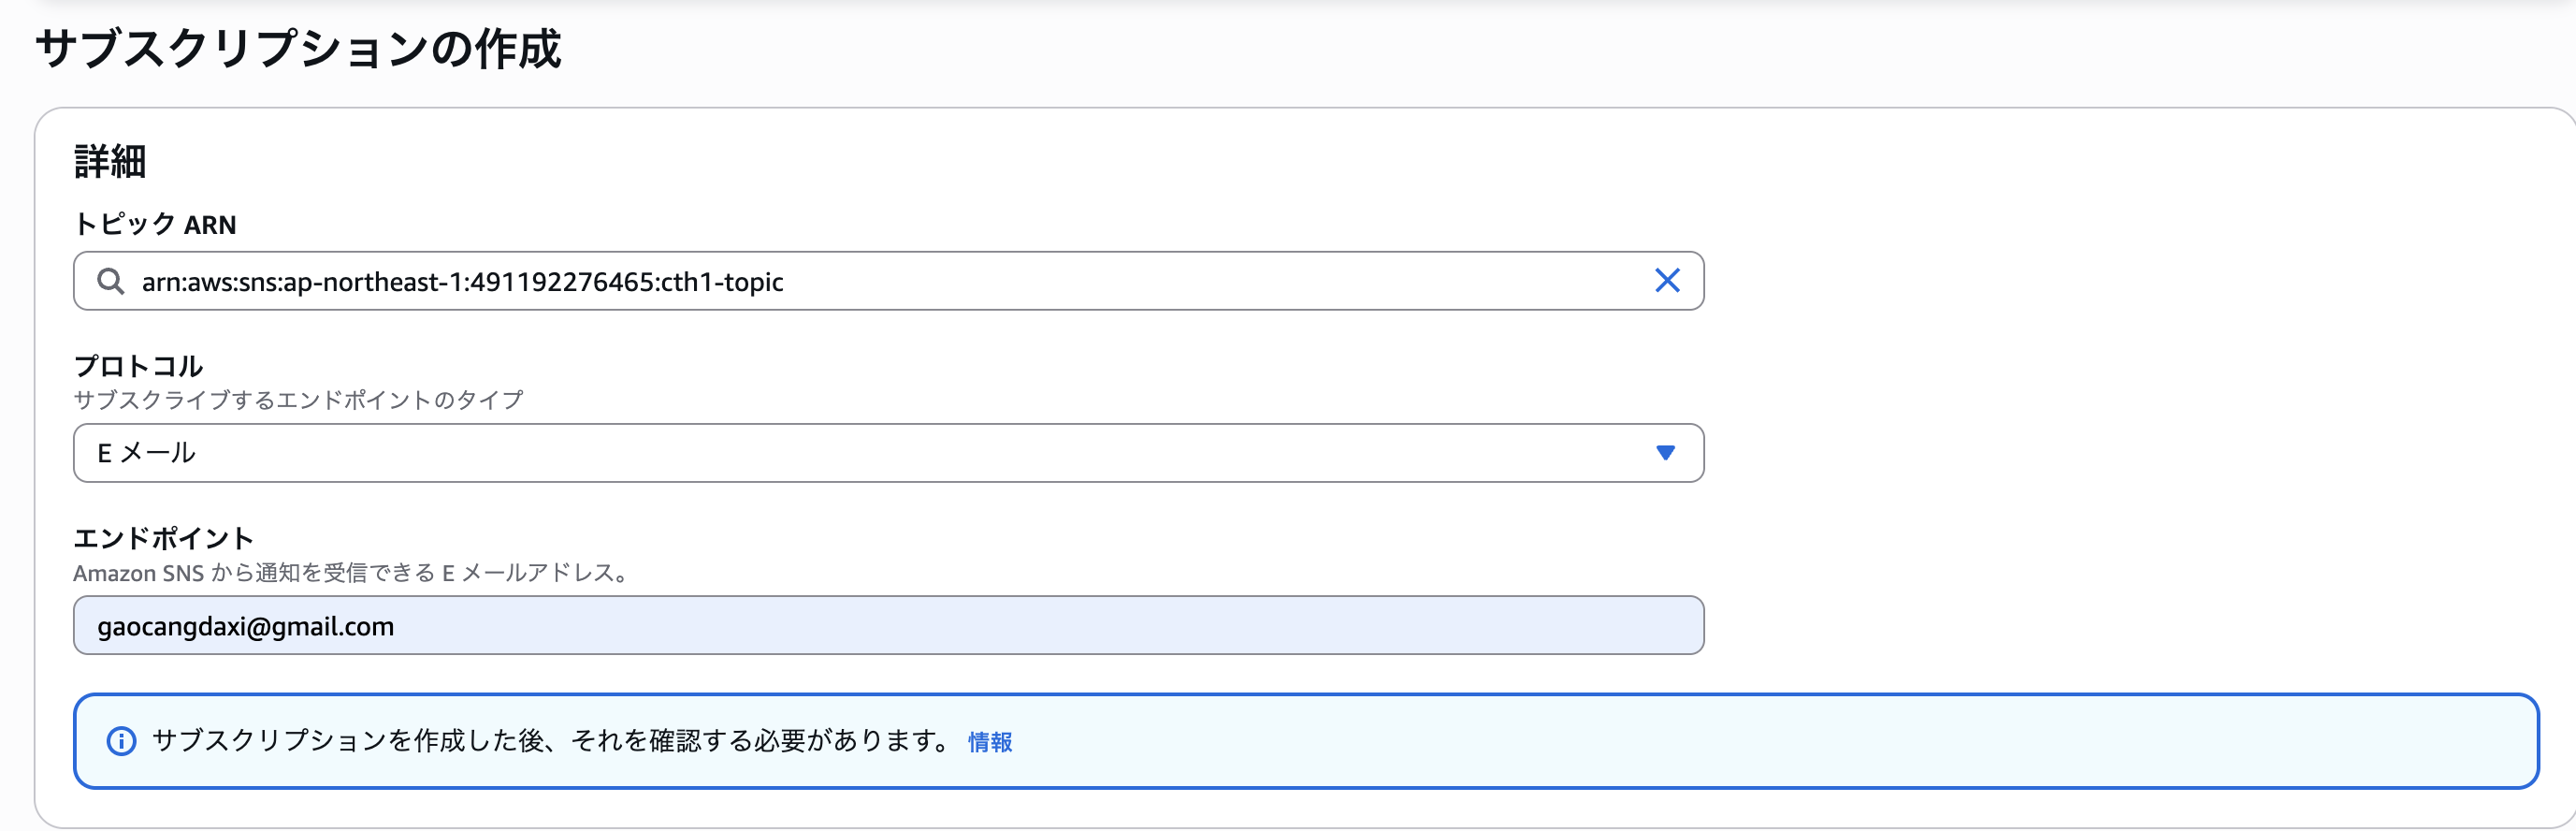 サブスクリプションの作成
詳細
トピック ARN
arn:aws:sns:ap-northeast-1:491192276465:cth1-topic
プロトコル
サブスクライブするエンドポイントのタイプ
E メール
エンドポイント
Amazon SNS から通知を受信できる E メールアドレス。
gaocangdaxi@gmail.com
サブスクリプションを作成した後、それを確認する必要があります。 情報